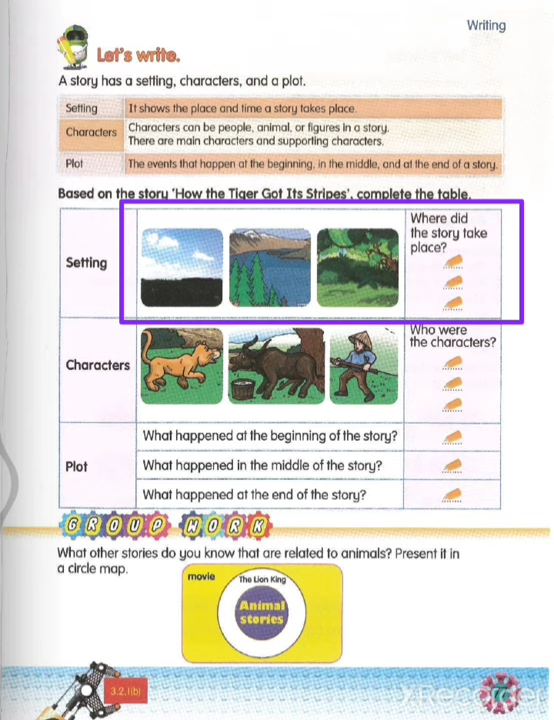 Writing
Let's write.
A story has a setting, characters, and a plot.
Setting It shows the place and time a story takes place.
Characters Characters can be people, animal, or figures in a story.
There are main characters and supporting characters.
Plot The events that happen at the beginning, in the middle, and at the end of a story.
Based on the story 'How the Tiger Got Its Stripes', complete the table.
Setting
Where did
the story take
place?
Characters
Who were
the characters?
Plot
What happened at the beginning of the story?
What happened in the middle of the story?
What happened at the end of the story?
GROUP WORK
What other stories do you know that are related to animals? Present it in
a circle map.
movie
The Lion King
Animal
stories
3.2.1(b)